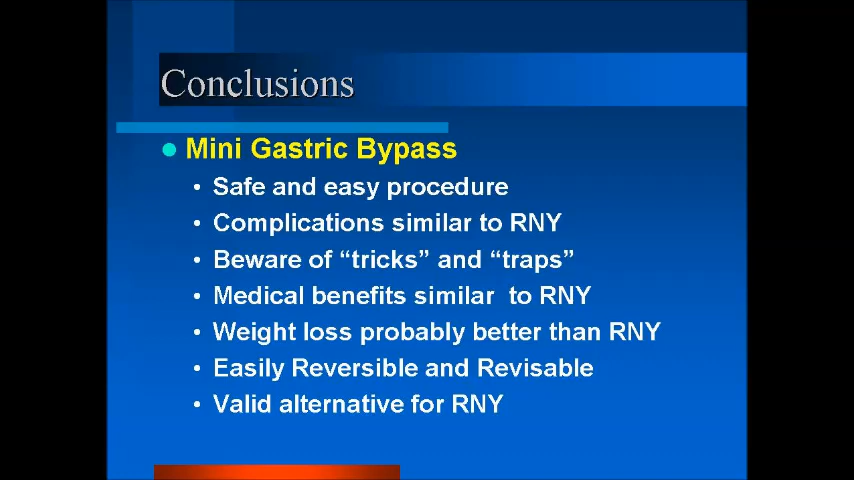 Conclusions
Mini Gastric Bypass
• Safe and easy procedure
• Complications similar to RNY
• Beware of “tricks” and “traps”
• Medical benefits similar  to RNY
• Weight loss probably better than RNY
• Easily Reversible and Revisable
• Valid alternative for RNY